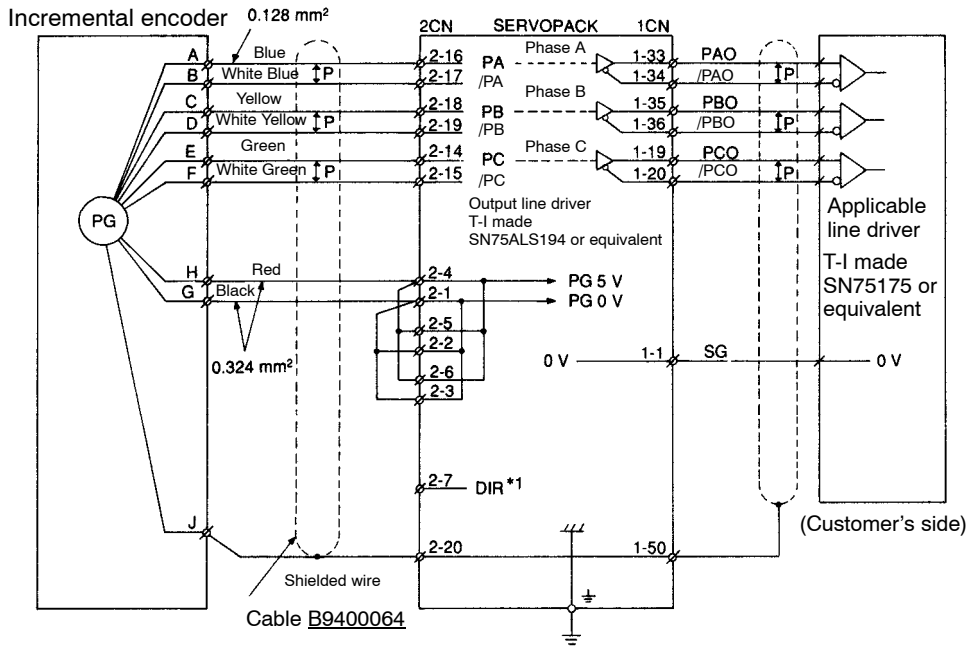 Incremental encoder
0.128 mm²
2CN SERVOPACK 1CN
A Blue 2-16 PA Phase A 1-33 PAO
B White Blue P 2-17 /PA 1-34 /PAO P
C Yellow 2-18 PB Phase B 1-35 PBO
D White Yellow P 2-19 /PB 1-36 /PBO P
E Green 2-14 PC Phase C 1-19 PCO
F White Green P 2-15 /PC 1-20 /PCO P
PG
Output line driver
T-I made
SN75ALS194 or equivalent
Applicable
line driver
T-I made
SN75175 or
equivalent
H Red 2-4 PG 5 V
G Black 2-1 PG 0 V
2-5
2-2
0.324 mm²
2-6
2-3
0 V 1-1 SG 0 V
2-7 DIR *1
(Customer's side)
J 2-20 1-50
Shielded wire
Cable B9400064